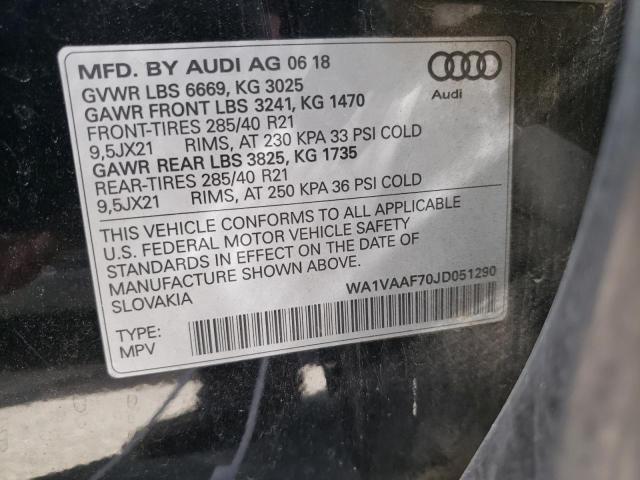 MFD. BY AUDI AG 06 18
GVWR LBS 6669, KG 3025
GAWR FRONT LBS 3241, KG 1470
FRONT-TIRES 285/40 R21
9,5JX21 RIMS, AT 230 KPA 33 PSI COLD
GAWR REAR LBS 3825, KG 1735
REAR-TIRES 285/40 R21
9,5JX21 RIMS, AT 250 KPA 36 PSI COLD
Audi
THIS VEHICLE CONFORMS TO ALL APPLICABLE
U.S. FEDERAL MOTOR VEHICLE SAFETY
STANDARDS IN EFFECT ON THE DATE OF
MANUFACTURE SHOWN ABOVE.
SLOVAKIA
WA1VAAF70JD051290
TYPE:
MPV